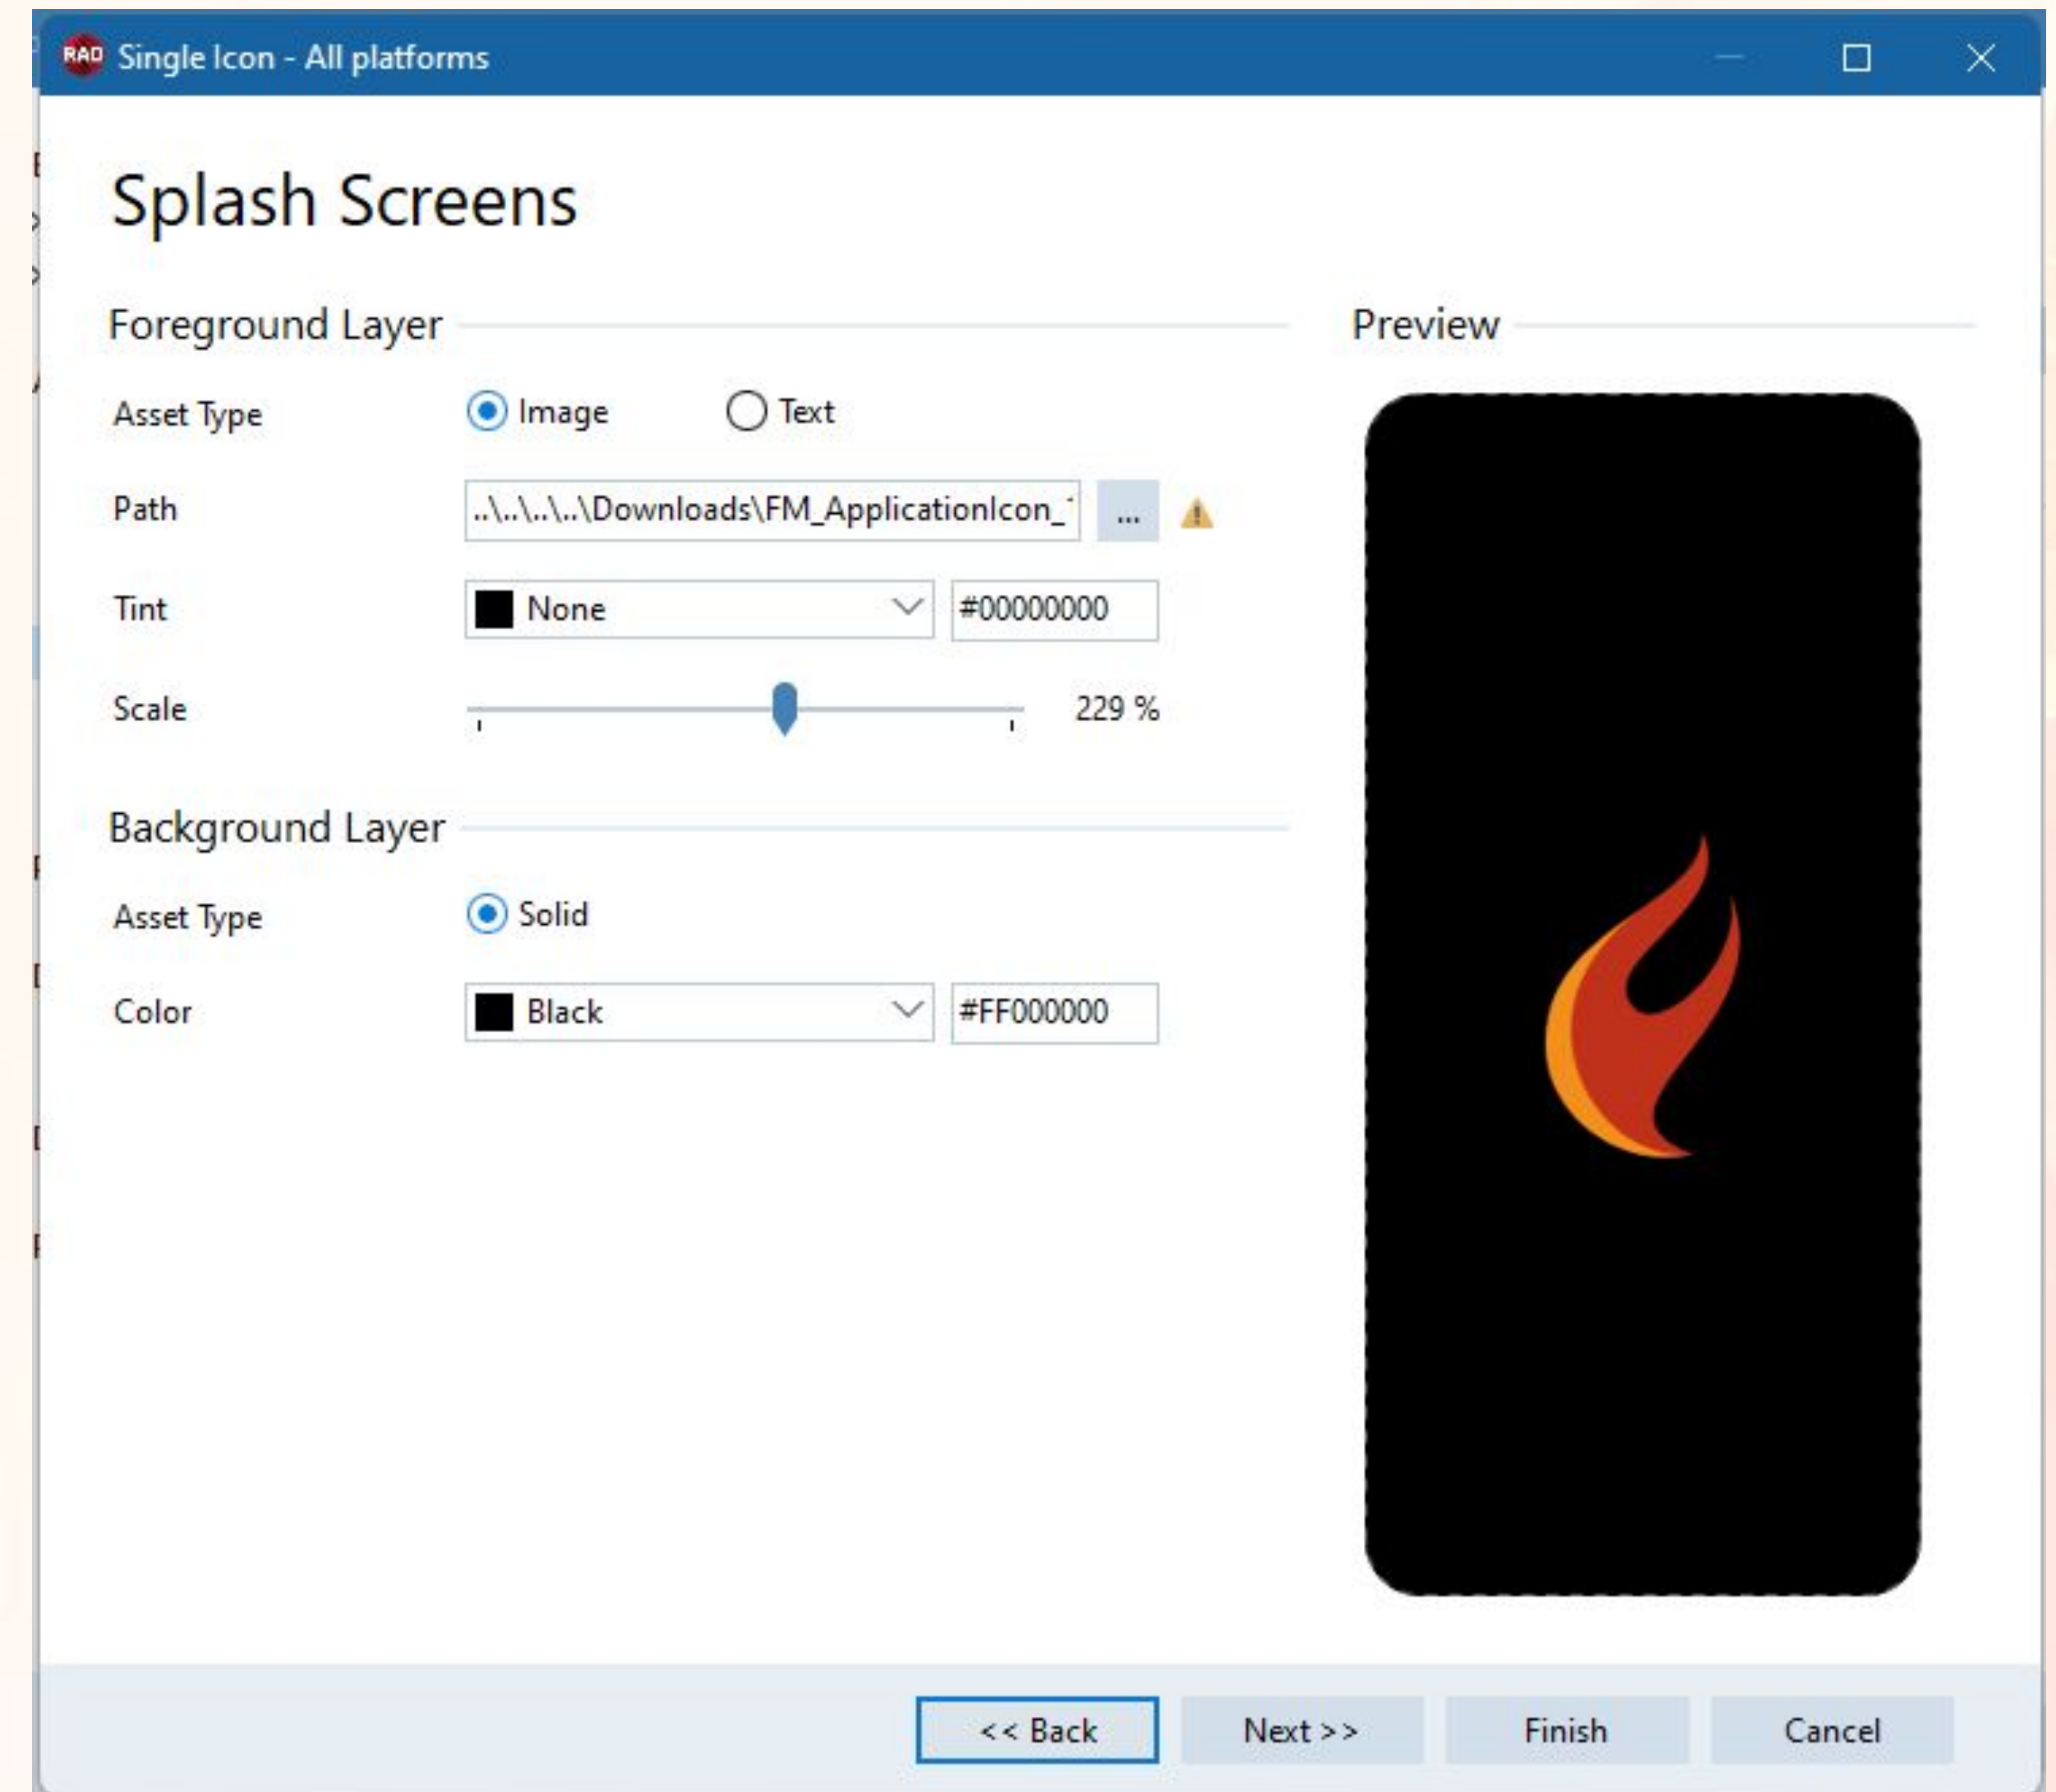 RAD Single Icon - All platforms
Splash Screens
Foreground Layer
Asset Type Image Text
Path ..\..\..\..\Downloads\FM_ApplicationIcon_ ...
Tint None #00000000
Scale 229 %
Background Layer
Asset Type Solid
Color Black #FF000000
Preview
<< Back Next >> Finish Cancel